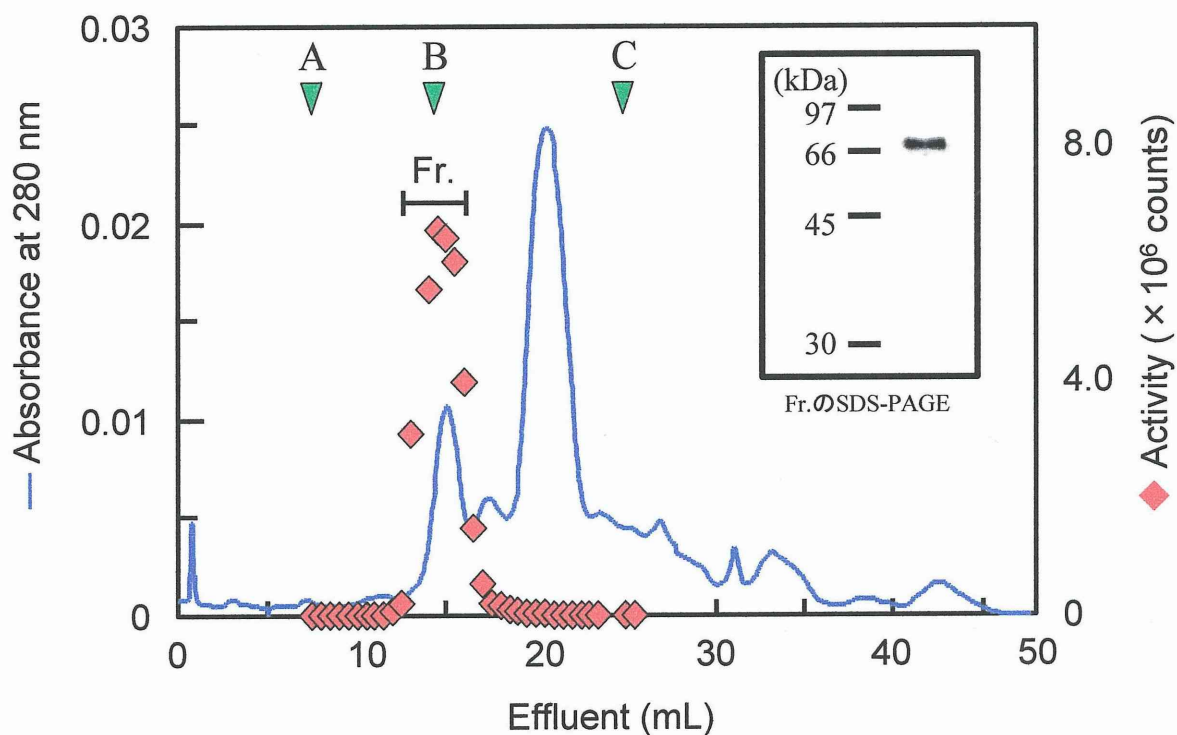 0.03
0.02
0.01
0
— Absorbance at 280 nm
A
B
C
Fr.
(kDa)
97
66
45
30
Fr.のSDS-PAGE
8.0
4.0
0
Activity ( × 10⁶ counts)
0
10
20
30
40
50
Effluent (mL)